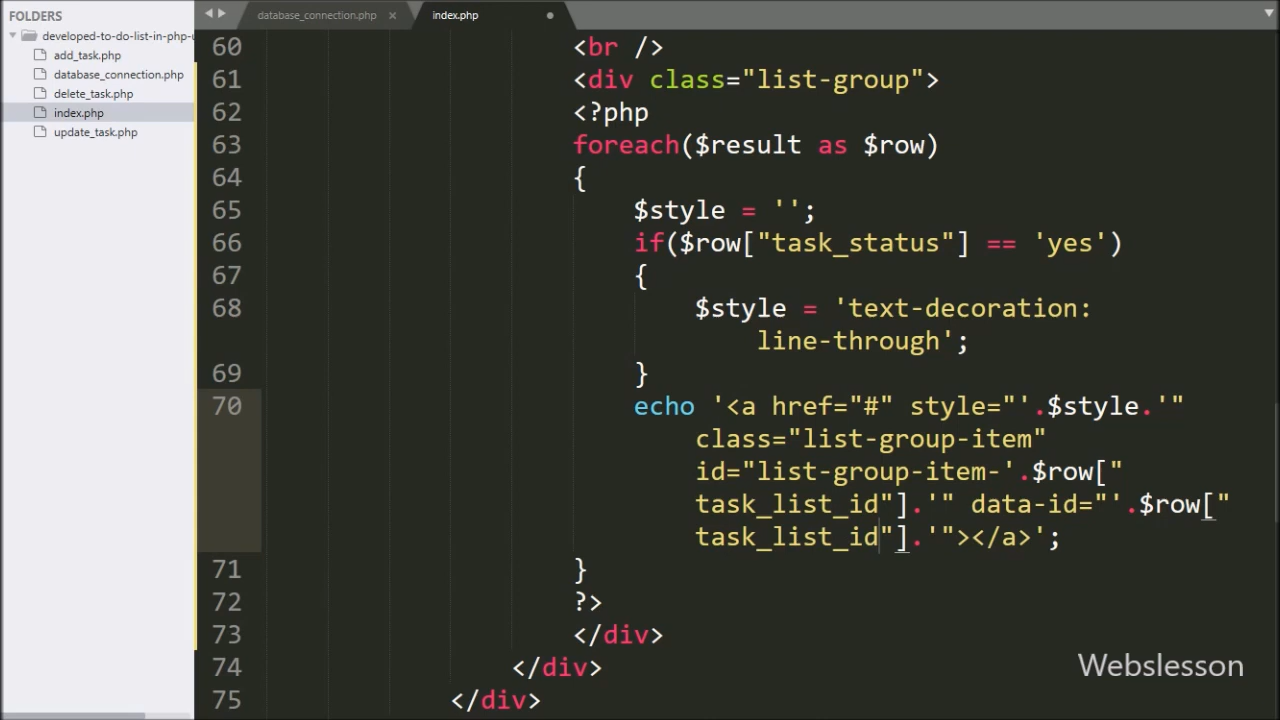 FOLDERS
developed-to-do-list-in-php-u
add_task.php
database_connection.php
delete_task.php
index.php
update_task.php
database_connection.php ×
index.php
60 <br />
61 <div class="list-group">
62 <?php
63 foreach($result as $row)
64 {
65 $style = '';
66 if($row["task_status"] == 'yes')
67 {
68 $style = 'text-decoration:
line-through';
69 }
70 echo '<a href="#" style="'.$style.'"
class="list-group-item"
id="list-group-item-'.$row["
task_list_id"].'" data-id="'.$row["
task_list_id"].'"></a>';
71 }
72 ?>
73 </div>
74 </div>
75 </div>
Webslesson